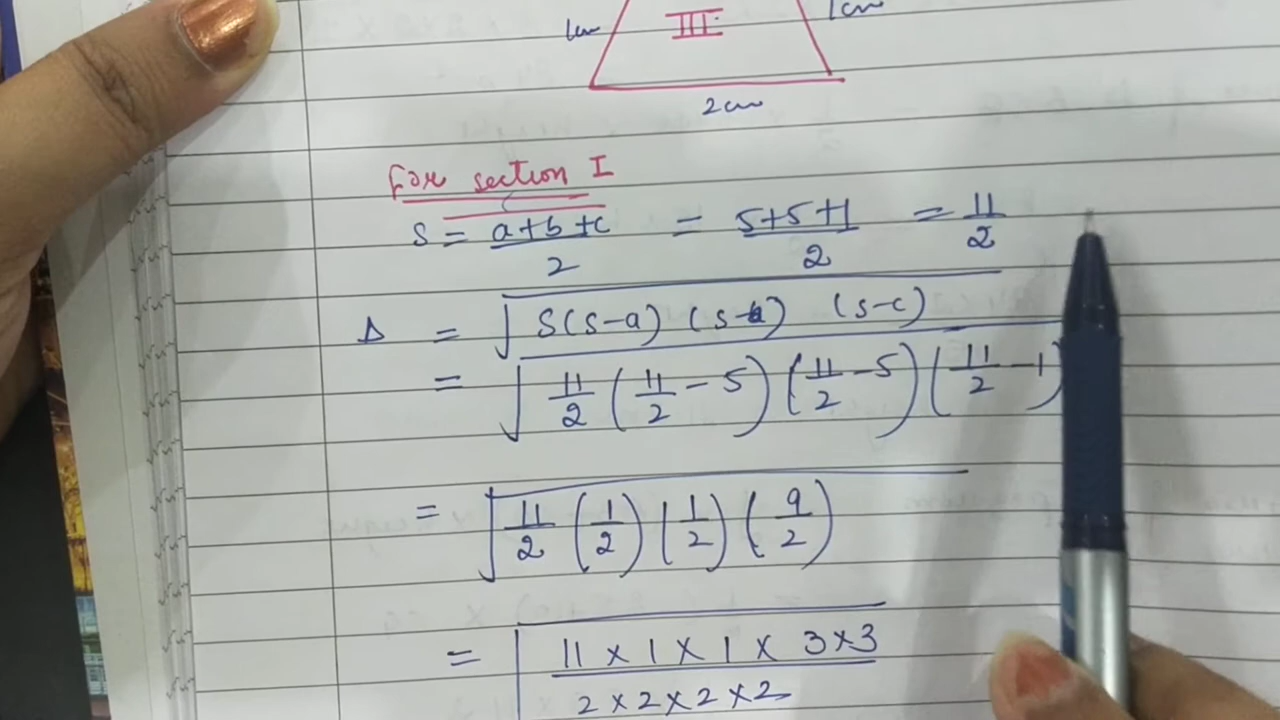 1cm III 1cm
2cm
For section I
S = a+b+c/2 = 5+5+1/2 = 11/2
Δ = √S(s-a) (s-b) (s-c)
= √11/2 (11/2 - 5) (11/2 - 5) (11/2 - 1)
= √11/2 (1/2) (1/2) (9/2)
= √11 × 1 × 1 × 3×3/2×2×2×2